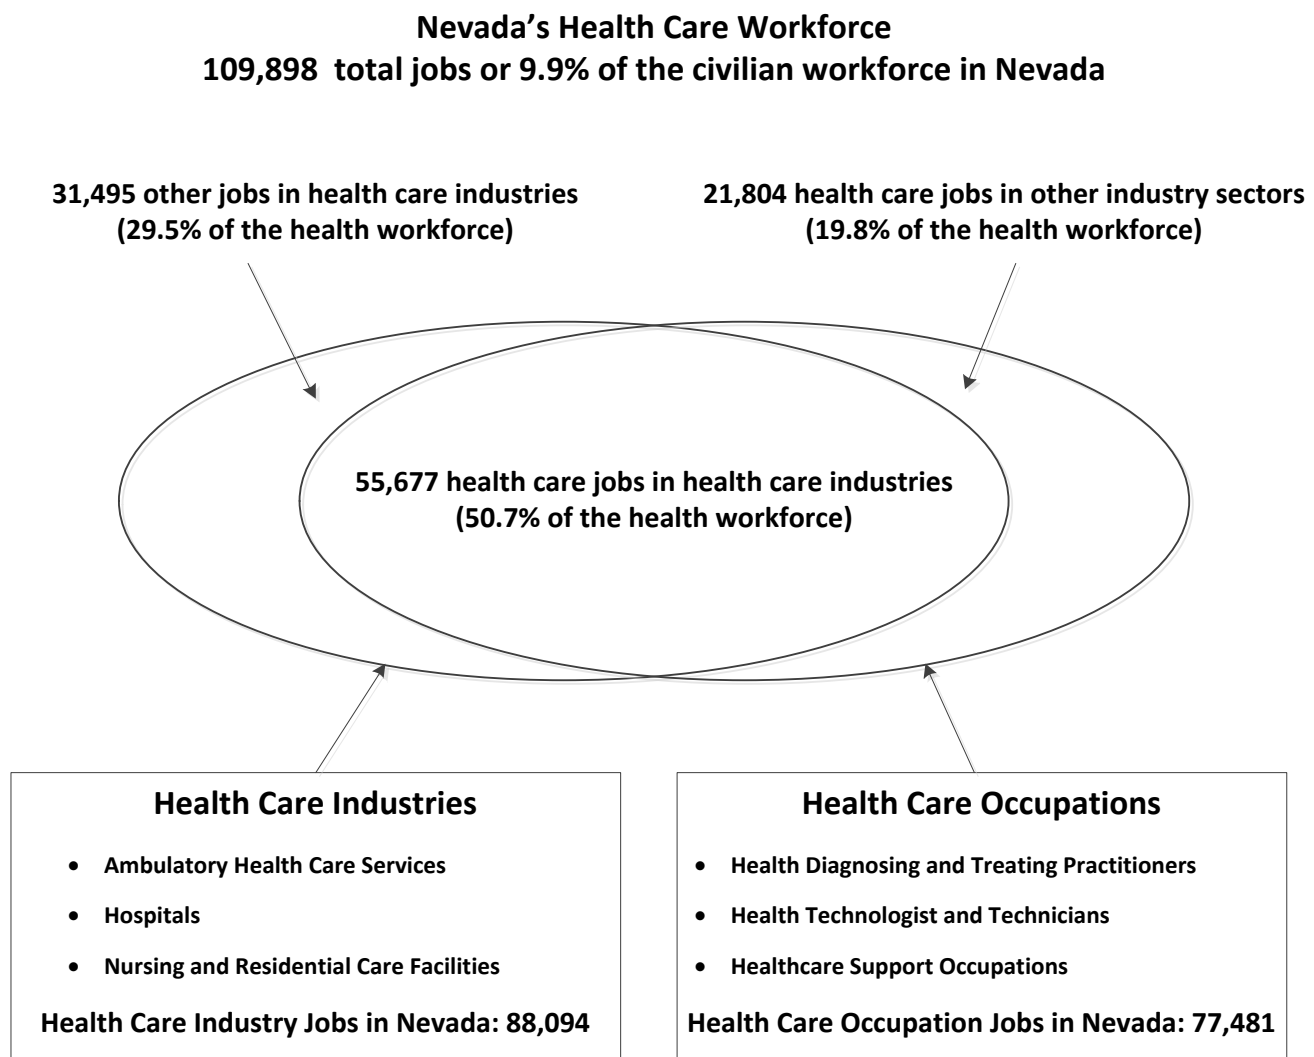 Nevada’s Health Care Workforce
109,898  total jobs or 9.9% of the civilian workforce in Nevada
31,495 other jobs in health care industries
(29.5% of the health workforce)
21,804 health care jobs in other industry sectors
(19.8% of the health workforce)
55,677 health care jobs in health care industries
(50.7% of the health workforce)
Health Care Industries
• Ambulatory Health Care Services
• Hospitals
• Nursing and Residential Care Facilities
Health Care Industry Jobs in Nevada: 88,094
Health Care Occupations
• Health Diagnosing and Treating Practitioners
• Health Technologist and Technicians
• Healthcare Support Occupations
Health Care Occupation Jobs in Nevada: 77,481